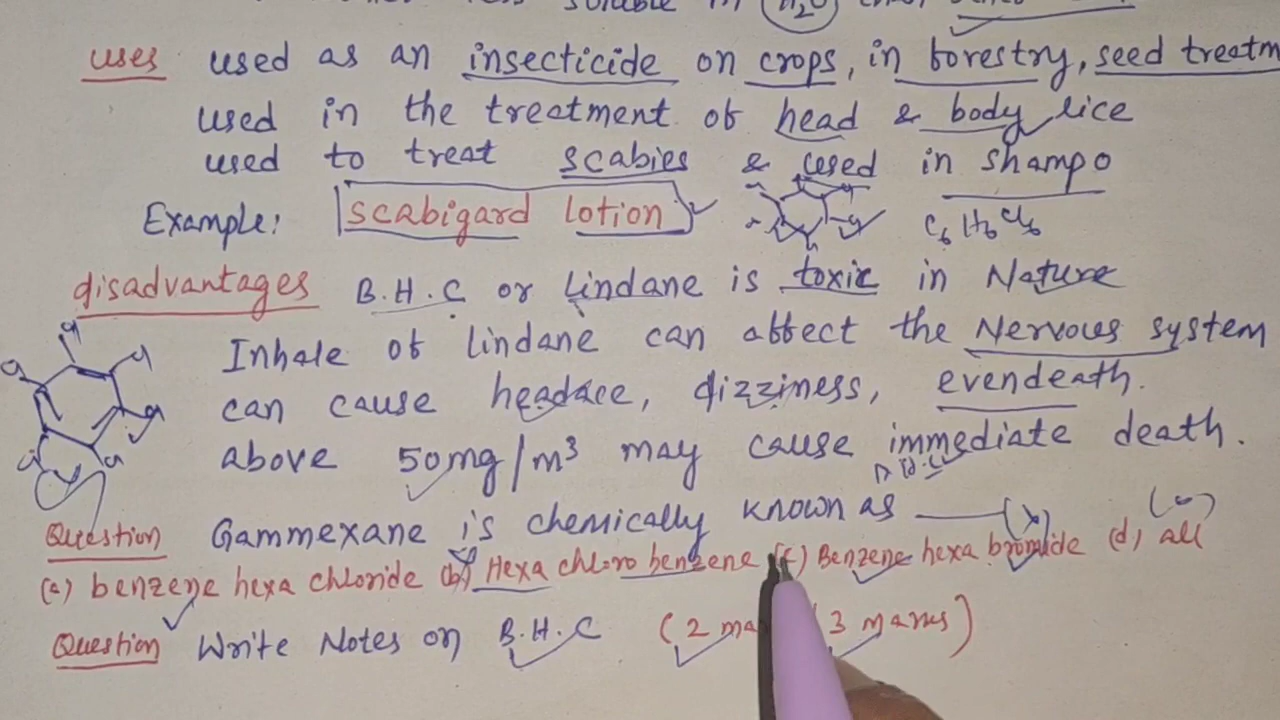 soluble in H₂O
uses used as an insecticide on crops, in forestry, seed treatm
used in the treatment of head & body lice
used to treat scabies & used in shampo
Example: Scabigard lotion C₆H₆Cl₆
disadvantages B.H.C or lindane is toxic in Nature
Inhale of lindane can affect the Nervous system
can cause headace, dizziness, evendeath.
above 50mg/m³ may cause immediate death.
Question Gammexane is chemically known as
(a) benzene hexa chloride (b) Hexa chloro benzene (c) Benzene hexa bromide (d) all
Question Write Notes on B.H.C (2 ma 3 marks)